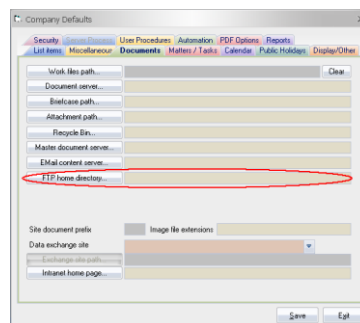 Company Defaults
Security Server Process User Procedures Automation PDF Options Reports
List items Miscellaneous Documents Matters / Tasks Calendar Public Holidays Display/Other
Work files path... Clear
Document server...
Briefcase path...
Attachment path...
Recycle Bin...
Master document server...
EMail content server...
FTP home directory...
Site document prefix Image file extensions
Data exchange site
Exchange site path...
Intranet home page...
Save Exit